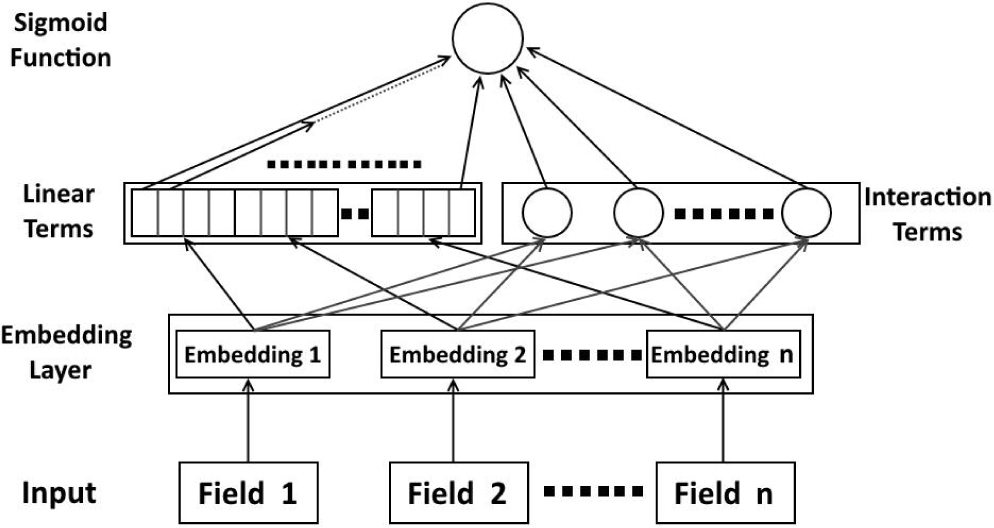 Sigmoid
Function
Linear
Terms
Interaction
Terms
Embedding
Layer
Embedding 1
Embedding 2
Embedding n
Input
Field 1
Field 2
Field n